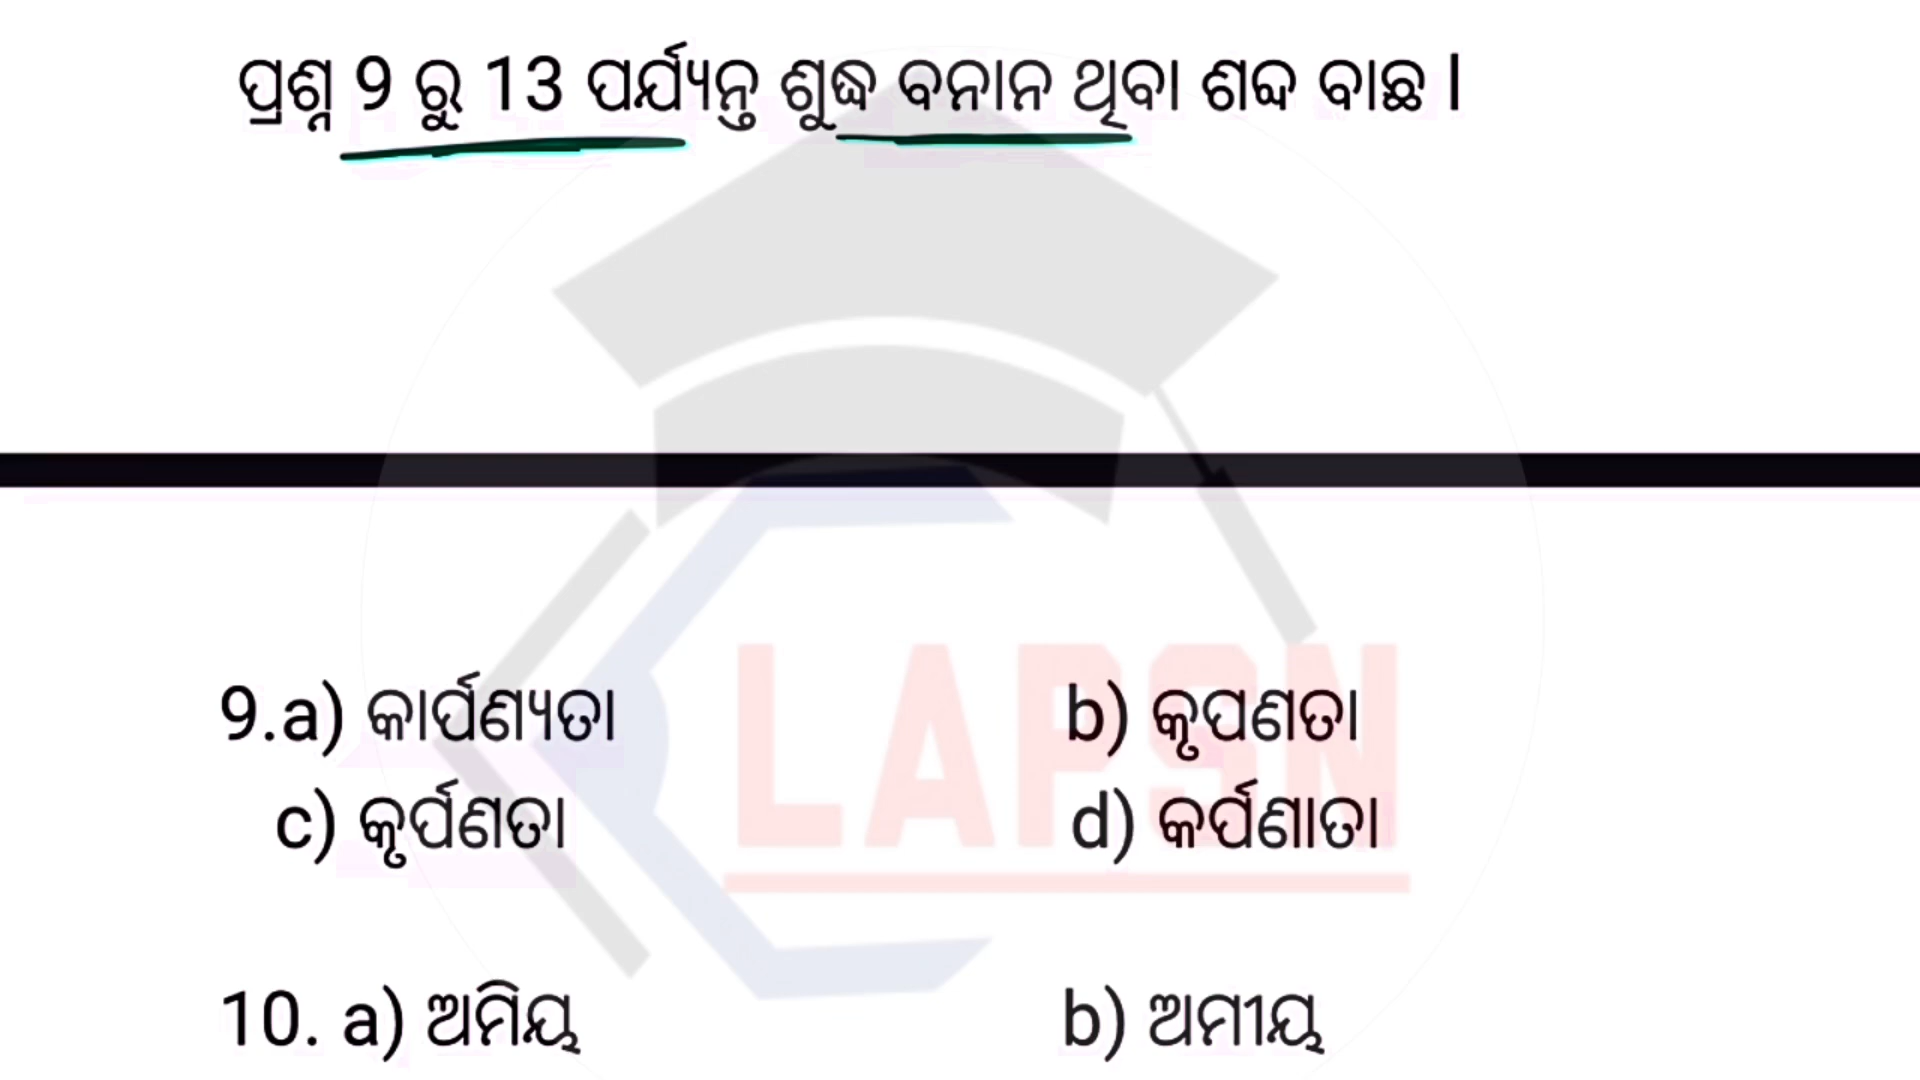 ପ୍ରଶ୍ନ 9 ରୁ 13 ପର୍ଯ୍ୟନ୍ତ ଶୁଦ୍ଧ ବନାନ ଥିବା ଶବ୍ଦ ବାଛ ।
LAPSN
9.a) କାର୍ପଣ୍ୟତା b) କୃପଣତା
c) କୃର୍ପଣତା d) କର୍ପଣାତା
10. a) ଅମିୟ b) ଅମୀୟ